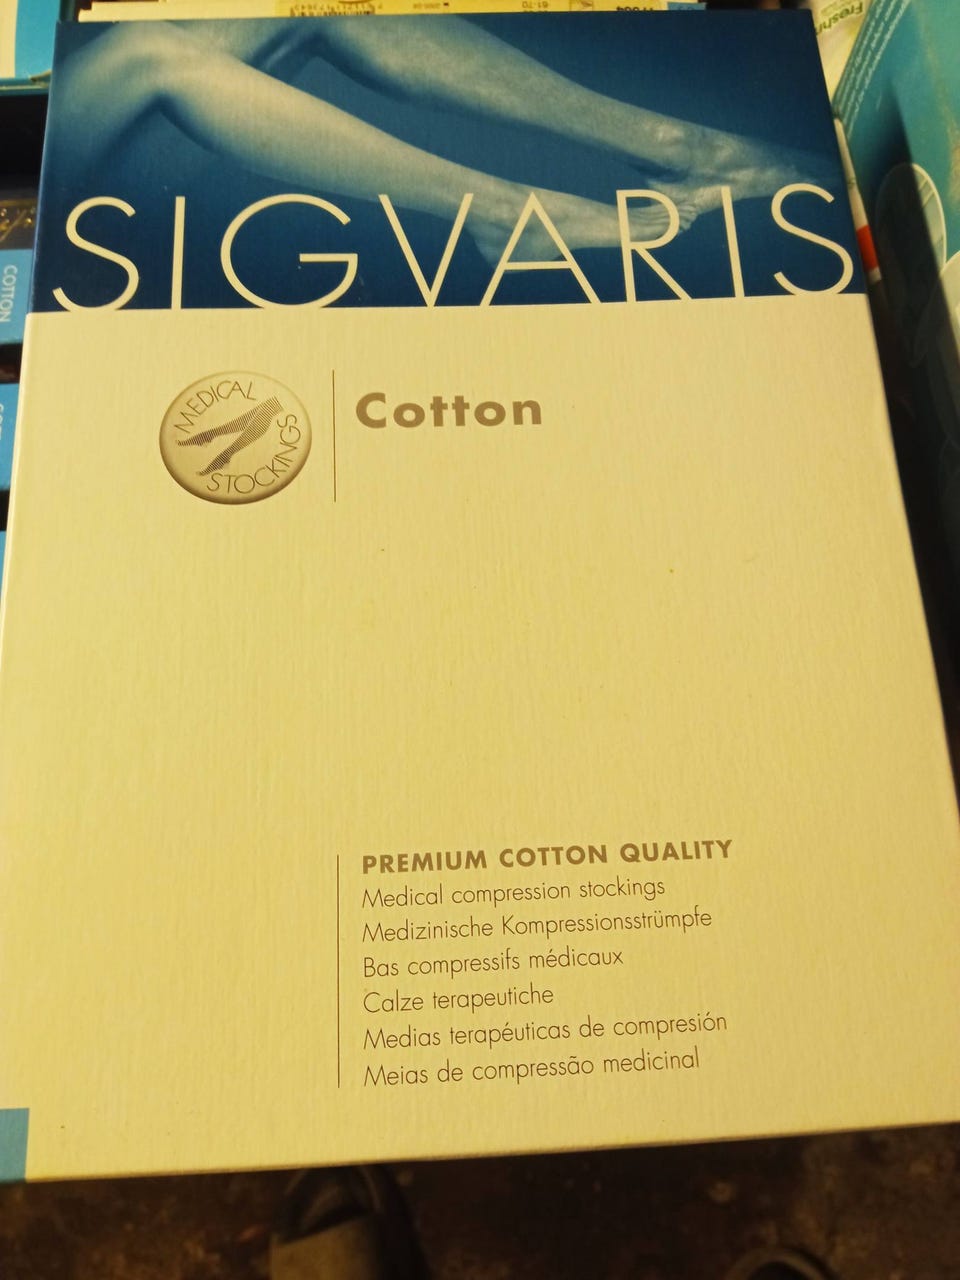 Freshn
COTTON
SIGVARIS
MEDICAL
STOCKINGS
Cotton
PREMIUM COTTON QUALITY
Medical compression stockings
Medizinische Kompressionsstrümpfe
Bas compressifs médicaux
Calze terapeutiche
Medias terapéuticas de compresión
Meias de compressão medicinal